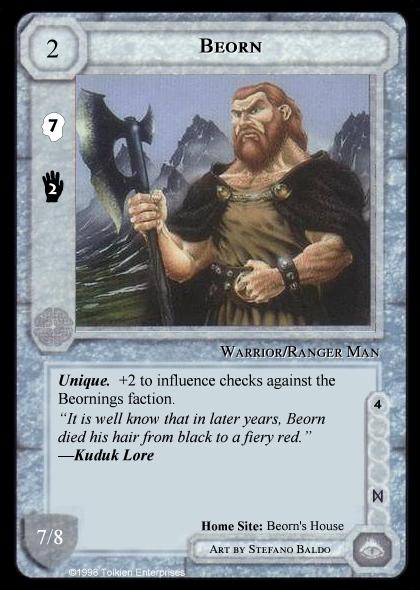 2
BEORN
7
2
WARRIOR/RANGER MAN
Unique. +2 to influence checks against the
Beornings faction.
“It is well know that in later years, Beorn
died his hair from black to a fiery red.”
—Kuduk Lore
4
7/8
Home Site: Beorn's House
ART BY STEFANO BALDO
©1998 Tolkien Enterprises